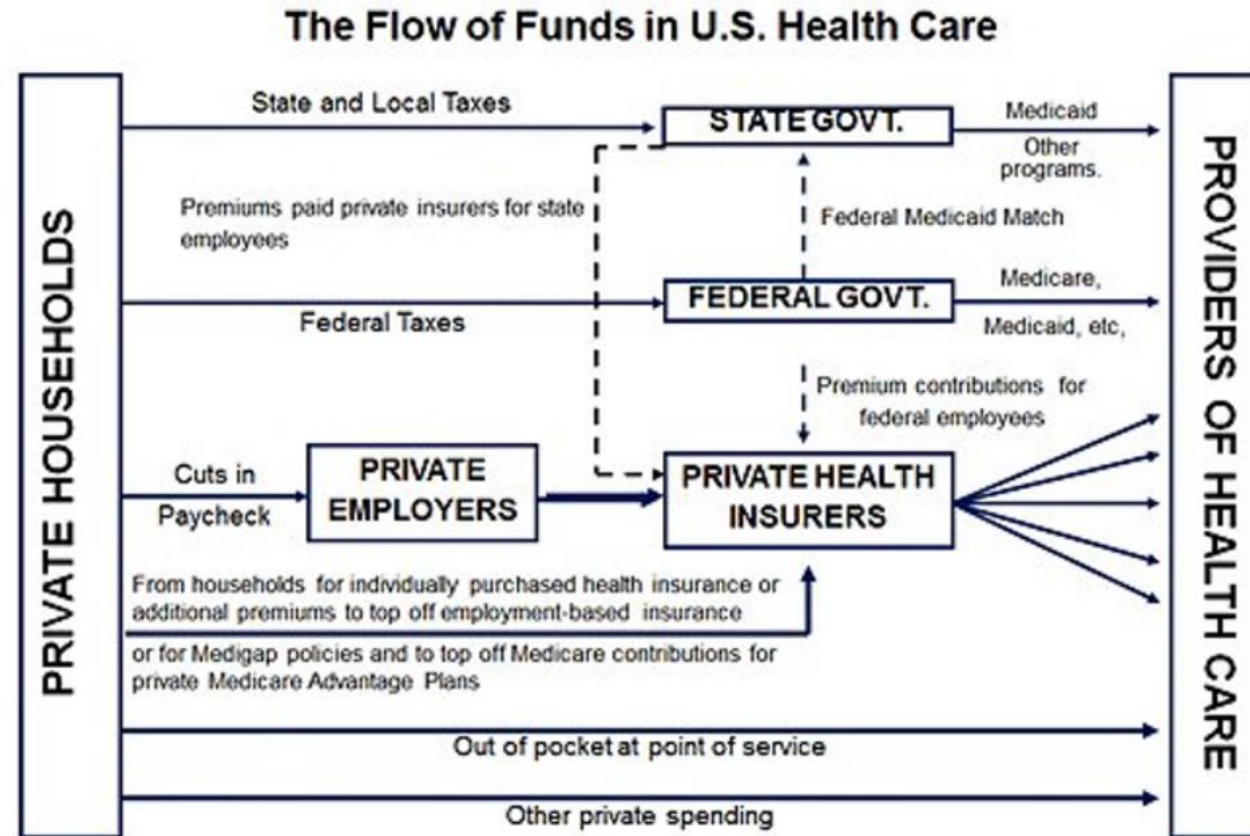 The Flow of Funds in U.S. Health Care
PRIVATE HOUSEHOLDS
State and Local Taxes
STATE GOVT.
Medicaid
Other
programs.
Premiums paid private insurers for state
employees
Federal Medicaid Match
Federal Taxes
FEDERAL GOVT.
Medicare,
Medicaid, etc,
Premium contributions for
federal employees
Cuts in
Paycheck
PRIVATE
EMPLOYERS
PRIVATE HEALTH
INSURERS
From households for individually purchased health insurance or
additional premiums to top off employment-based insurance
or for Medigap policies and to top off Medicare contributions for
private Medicare Advantage Plans
Out of pocket at point of service
Other private spending
PROVIDERS OF HEALTH CARE